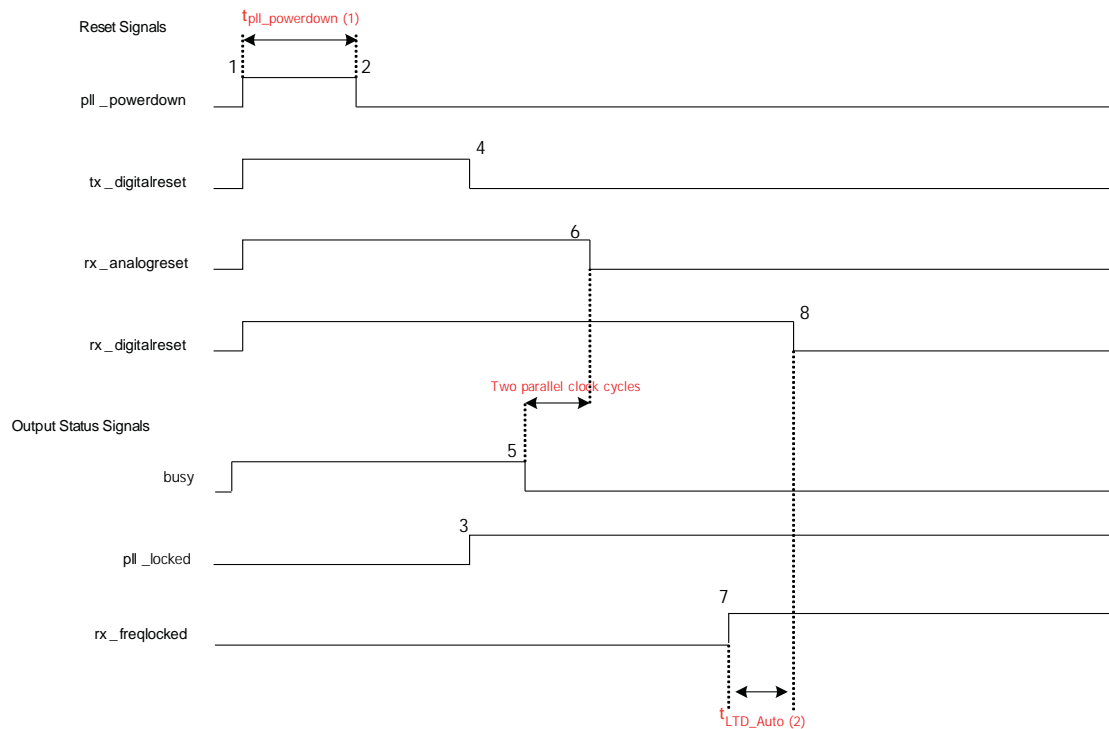 Reset Signals
tpll_powerdown (1)
1
2
pll _powerdown
4
tx _digitalreset
6
rx _analogreset
8
rx _digitalreset
Two parallel clock cycles
Output Status Signals
5
busy
3
pll _locked
7
rx _freqlocked
tLTD_Auto (2)